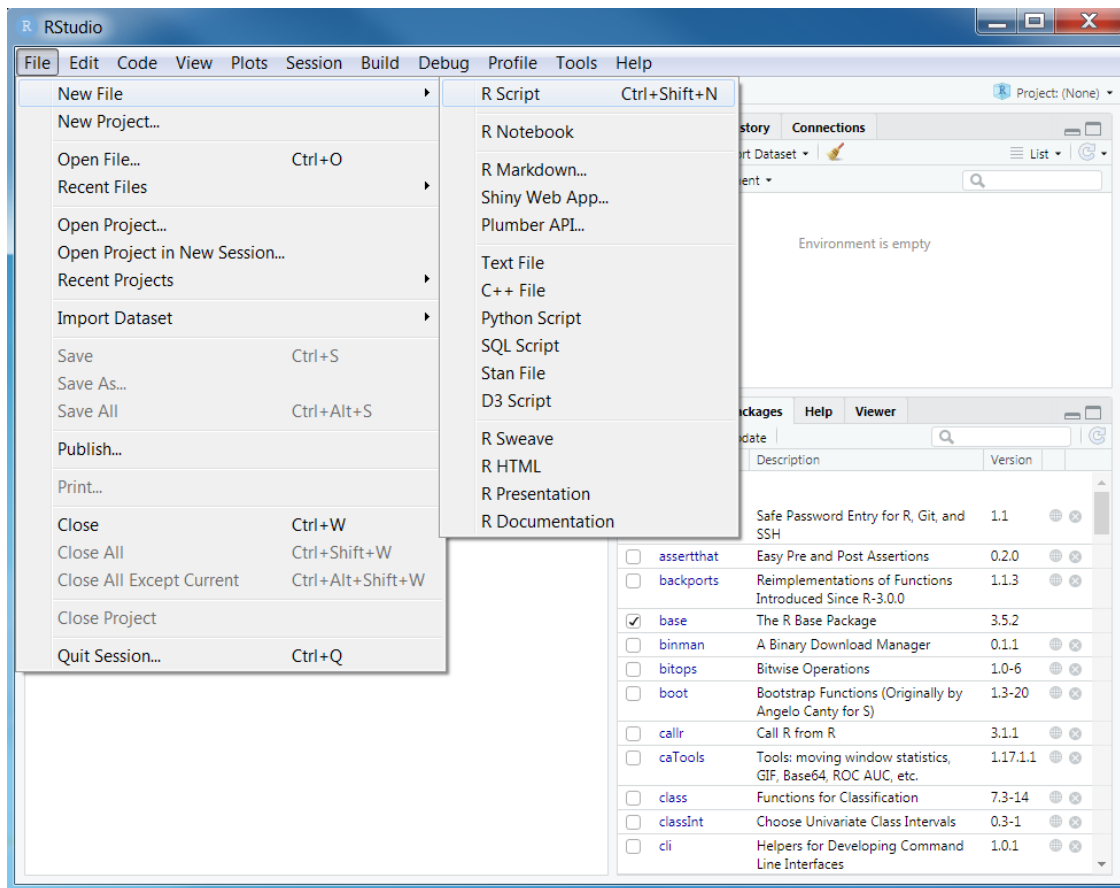 RStudio
File Edit Code View Plots Session Build Debug Profile Tools Help
New File
New Project...
Open File... Ctrl+O
Recent Files
Open Project...
Open Project in New Session...
Recent Projects
Import Dataset
Save Ctrl+S
Save As...
Save All Ctrl+Alt+S
Publish...
Print...
Close Ctrl+W
Close All Ctrl+Shift+W
Close All Except Current Ctrl+Alt+Shift+W
Close Project
Quit Session... Ctrl+Q
R Script Ctrl+Shift+N
R Notebook
R Markdown...
Shiny Web App...
Plumber API...
Text File
C++ File
Python Script
SQL Script
Stan File
D3 Script
R Sweave
R HTML
R Presentation
R Documentation
Project: (None)
story Connections
rt Dataset List
ent
Environment is empty
ckages Help Viewer
date
Description Version
Safe Password Entry for R, Git, and 1.1
SSH
assertthat Easy Pre and Post Assertions 0.2.0
backports Reimplementations of Functions 1.1.3
Introduced Since R-3.0.0
base The R Base Package 3.5.2
binman A Binary Download Manager 0.1.1
bitops Bitwise Operations 1.0-6
boot Bootstrap Functions (Originally by 1.3-20
Angelo Canty for S)
callr Call R from R 3.1.1
caTools Tools: moving window statistics, 1.17.1.1
GIF, Base64, ROC AUC, etc.
class Functions for Classification 7.3-14
classInt Choose Univariate Class Intervals 0.3-1
cli Helpers for Developing Command 1.0.1
Line Interfaces